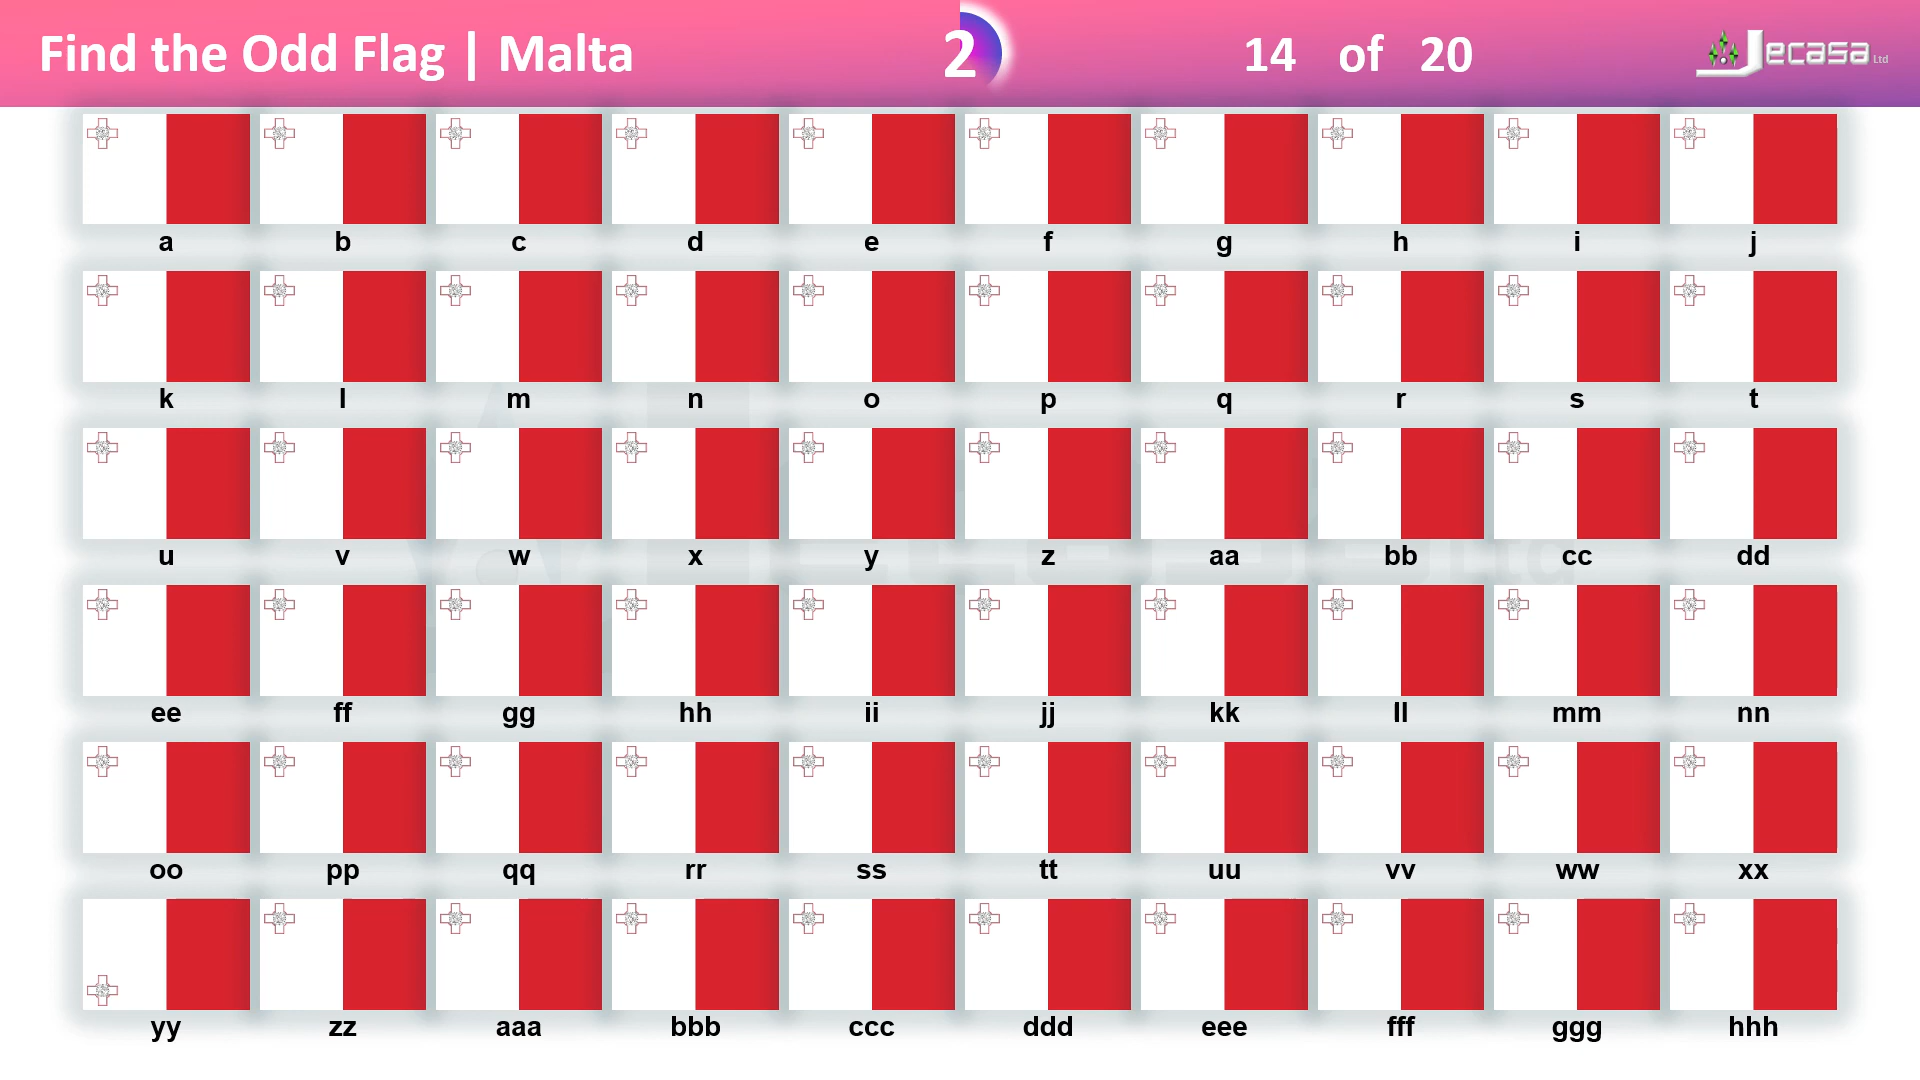 Find the Odd Flag | Malta
2
14 of 20
Jecasa Ltd
a b c d e f g h i j
k l m n o p q r s t
u v w x y z aa bb cc dd
ee ff gg hh ii jj kk ll mm nn
oo pp qq rr ss tt uu vv ww xx
yy zz aaa bbb ccc ddd eee fff ggg hhh